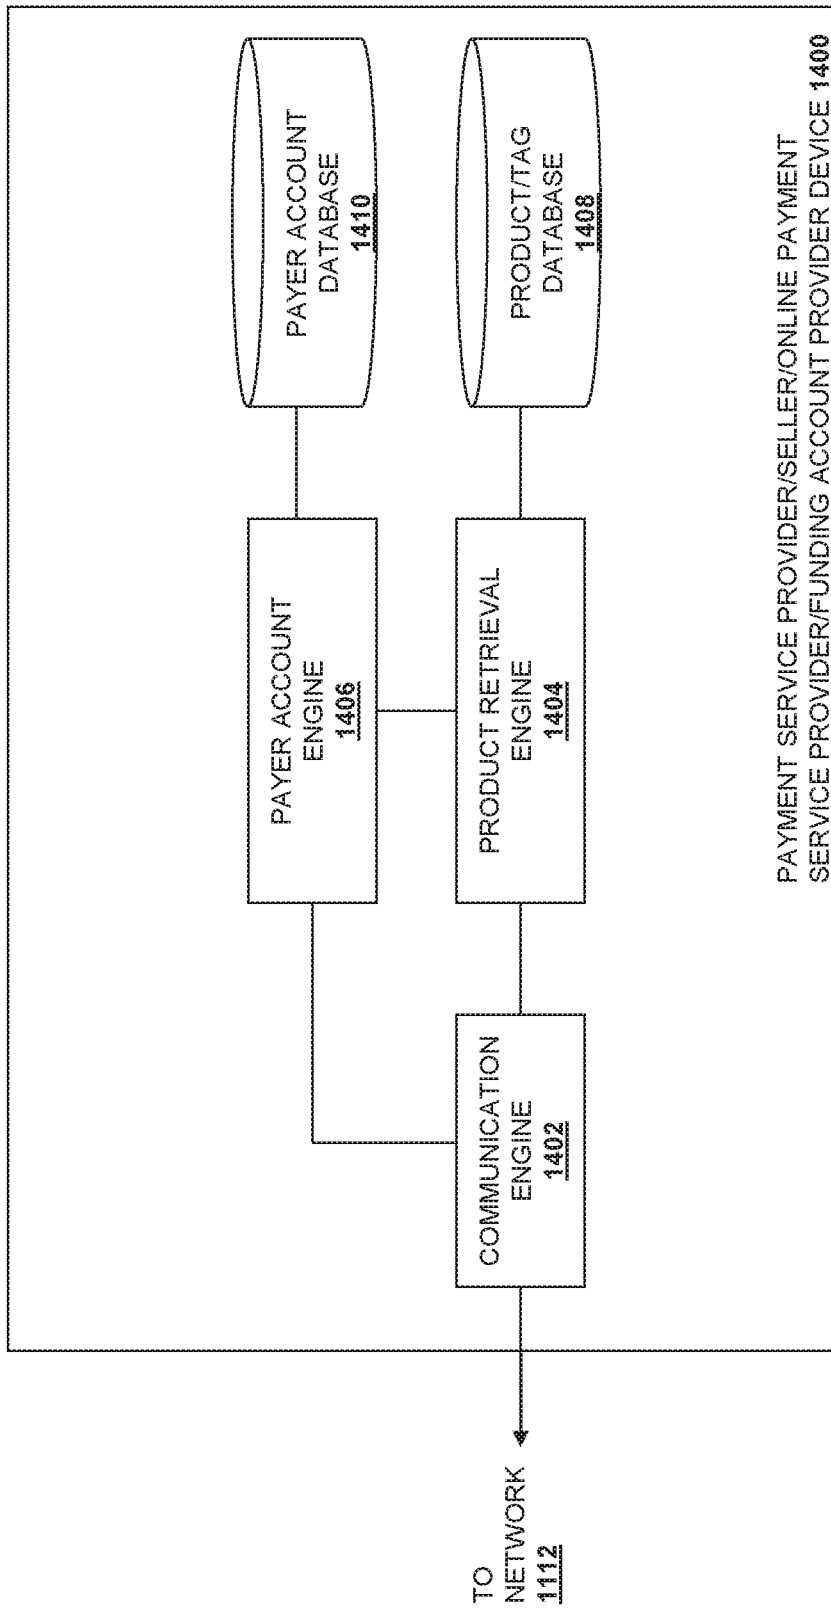 PAYER ACCOUNT
ENGINE
1406
PAYER ACCOUNT
DATABASE
1410
TO
NETWORK
1112
COMMUNICATION
ENGINE
1402
PRODUCT RETRIEVAL
ENGINE
1404
PRODUCT/TAG
DATABASE
1408
PAYMENT SERVICE PROVIDER/SELLER/ONLINE PAYMENT
SERVICE PROVIDER/FUNDING ACCOUNT PROVIDER DEVICE 1400